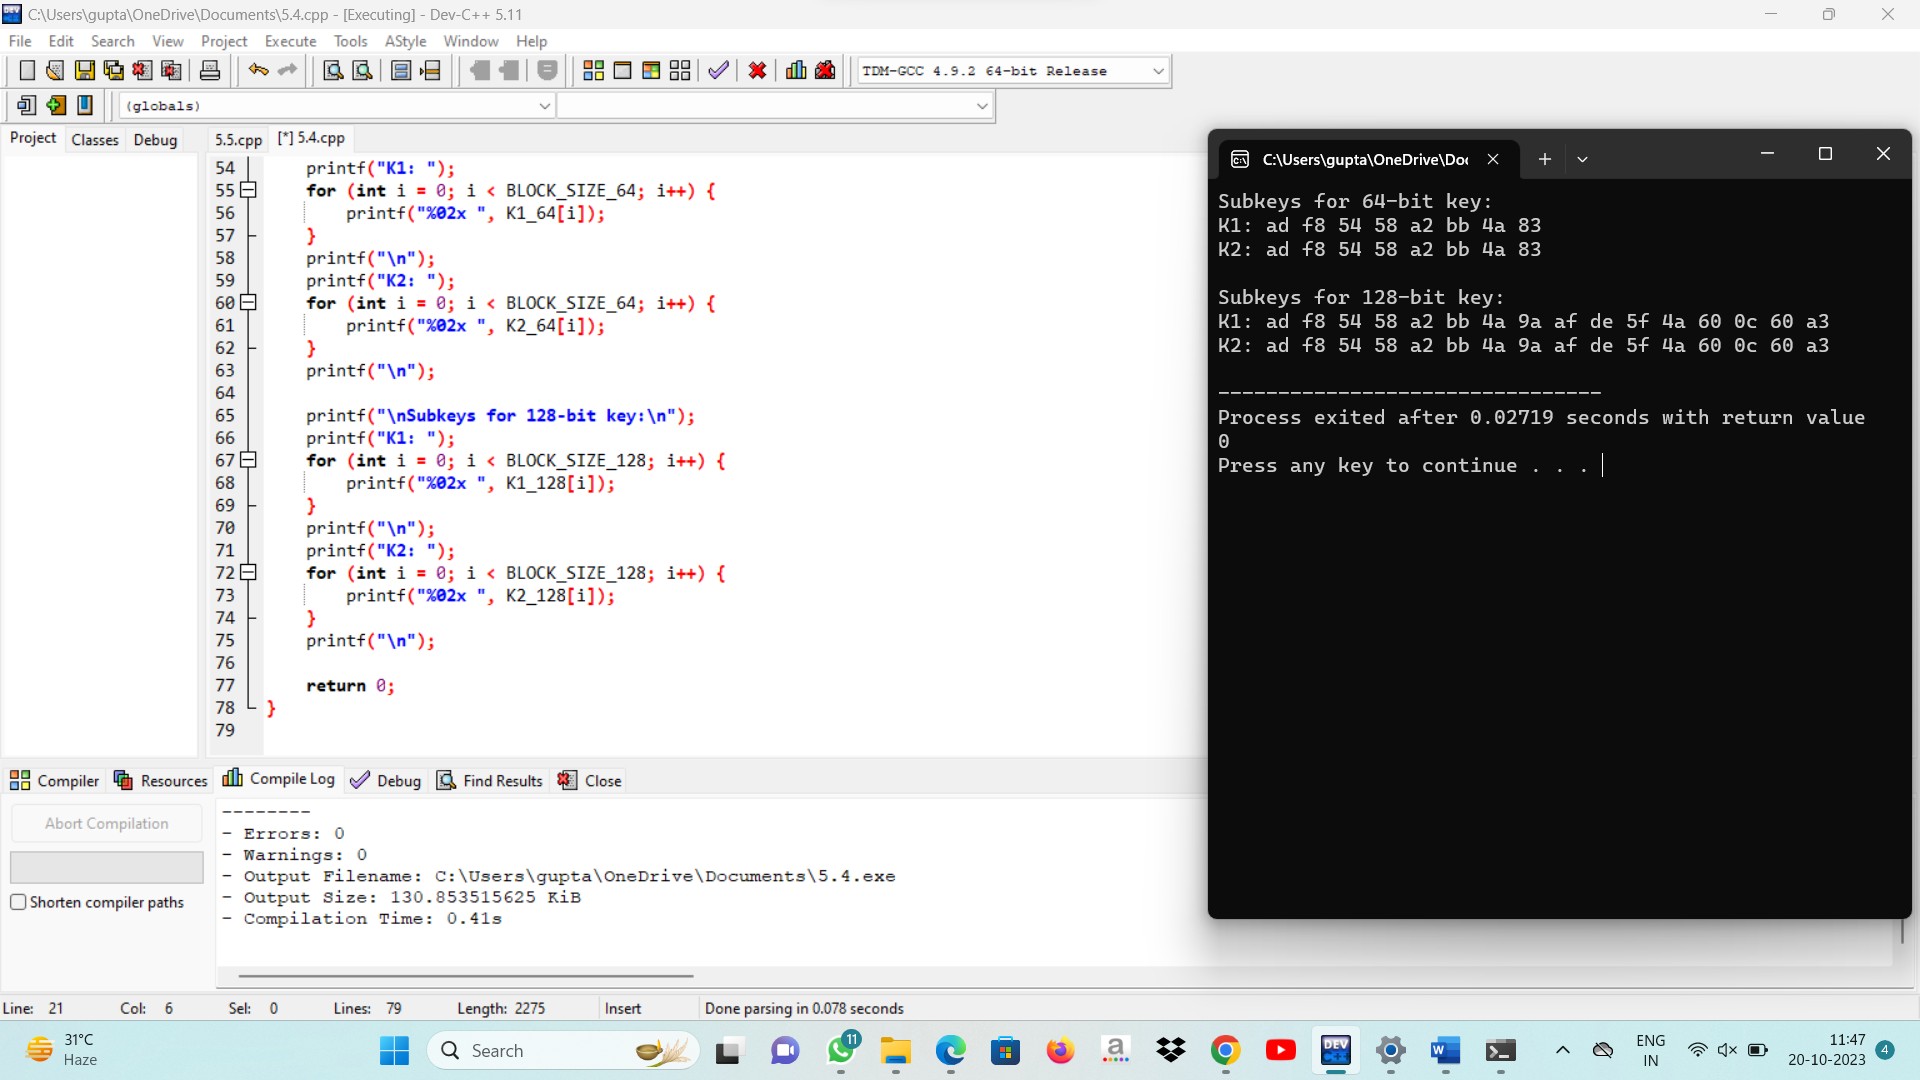 C:\Users\gupta\OneDrive\Documents\5.4.cpp - [Executing] - Dev-C++ 5.11
File Edit Search View Project Execute Tools AStyle Window Help
TDM-GCC 4.9.2 64-bit Release
(globals)
Project Classes Debug
5.5.cpp [*] 5.4.cpp
54 printf("K1: ");
55 for (int i = 0; i < BLOCK_SIZE_64; i++) {
56 printf("%02x ", K1_64[i]);
57 }
58 printf("\n");
59 printf("K2: ");
60 for (int i = 0; i < BLOCK_SIZE_64; i++) {
61 printf("%02x ", K2_64[i]);
62 }
63 printf("\n");
64
65 printf("\nSubkeys for 128-bit key:\n");
66 printf("K1: ");
67 for (int i = 0; i < BLOCK_SIZE_128; i++) {
68 printf("%02x ", K1_128[i]);
69 }
70 printf("\n");
71 printf("K2: ");
72 for (int i = 0; i < BLOCK_SIZE_128; i++) {
73 printf("%02x ", K2_128[i]);
74 }
75 printf("\n");
76
77 return 0;
78 }
79
C:\Users\gupta\OneDrive\Doc
Subkeys for 64-bit key:
K1: ad f8 54 58 a2 bb 4a 83
K2: ad f8 54 58 a2 bb 4a 83
Subkeys for 128-bit key:
K1: ad f8 54 58 a2 bb 4a 9a af de 5f 4a 60 0c 60 a3
K2: ad f8 54 58 a2 bb 4a 9a af de 5f 4a 60 0c 60 a3
--------------------------------
Process exited after 0.02719 seconds with return value
0
Press any key to continue . . .
Compiler Resources Compile Log Debug Find Results Close
Abort Compilation
Shorten compiler paths
--------
- Errors: 0
- Warnings: 0
- Output Filename: C:\Users\gupta\OneDrive\Documents\5.4.exe
- Output Size: 130.853515625 KiB
- Compilation Time: 0.41s
Line: 21 Col: 6 Sel: 0 Lines: 79 Length: 2275 Insert Done parsing in 0.078 seconds
31°C
Haze
Search
11
DEV
C++
ENG
IN
11:47
20-10-2023
4